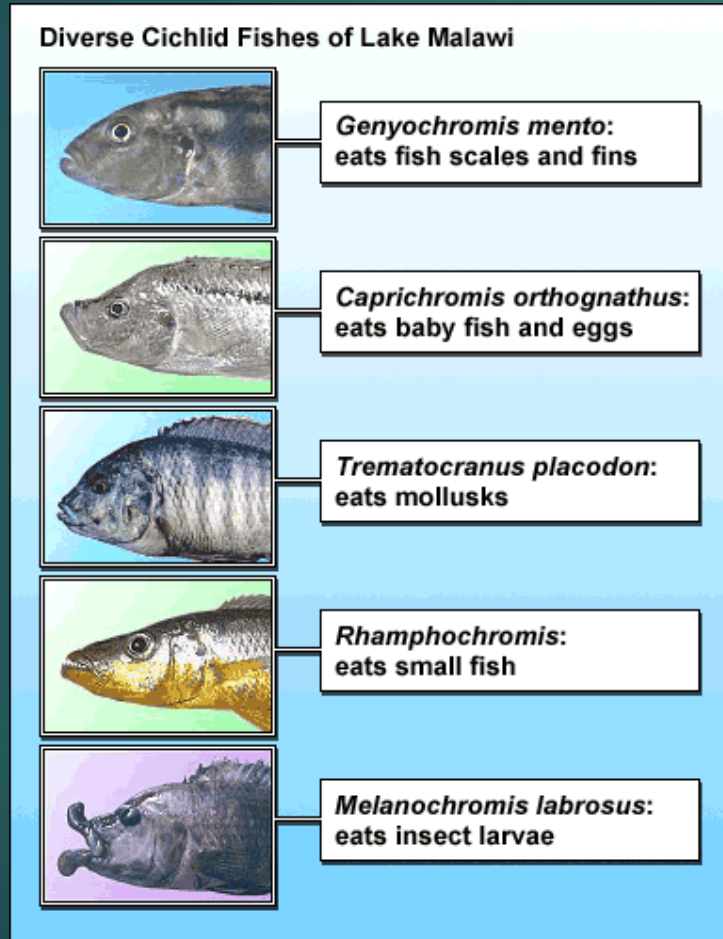 Diverse Cichlid Fishes of Lake Malawi
Genyochromis mento:
eats fish scales and fins
Caprichromis orthognathus:
eats baby fish and eggs
Trematocranus placodon:
eats mollusks
Rhamphochromis:
eats small fish
Melanochromis labrosus:
eats insect larvae